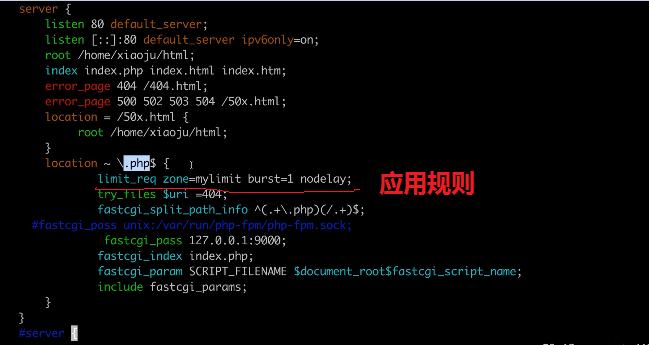 server {
listen 80 default_server;
listen [::]:80 default_server ipv6only=on;
root /home/xiaoju/html;
index index.php index.html index.htm;
error_page 404 /404.html;
error_page 500 502 503 504 /50x.html;
location = /50x.html {
root /home/xiaoju/html;
}
location ~ \.php$ {
limit_req zone=mylimit burst=1 nodelay;
应用规则
try_files $uri =404;
fastcgi_split_path_info ^(.+\.php)(/.+)$;
#fastcgi_pass unix:/var/run/php-fpm/php-fpm.sock;
fastcgi_pass 127.0.0.1:9000;
fastcgi_index index.php;
fastcgi_param SCRIPT_FILENAME $document_root$fastcgi_script_name;
include fastcgi_params;
}
}
#server {